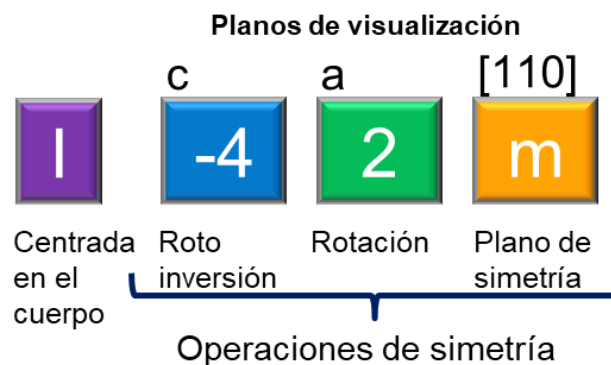 Planos de visualización
c a [110]
I -4 2 m
Centrada en el cuerpo
Roto inversión
Rotación
Plano de simetría
Operaciones de simetría